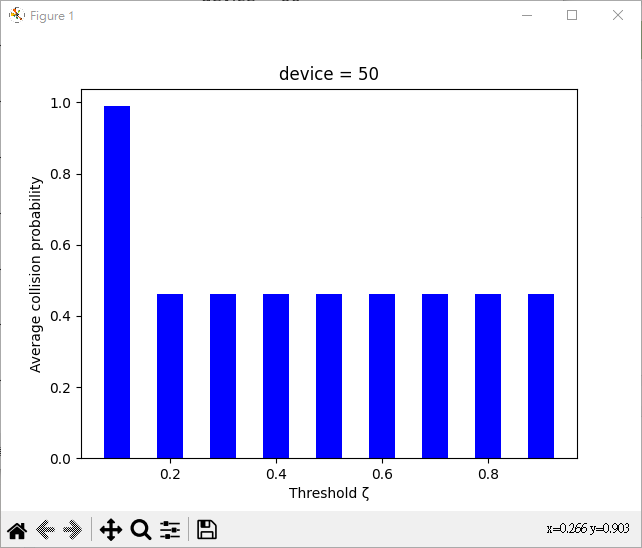 Figure 1
device = 50
1.0
0.8
0.6
0.4
0.2
0.0
Average collision probability
0.2 0.4 0.6 0.8
Threshold ζ
x=0.266 y=0.903